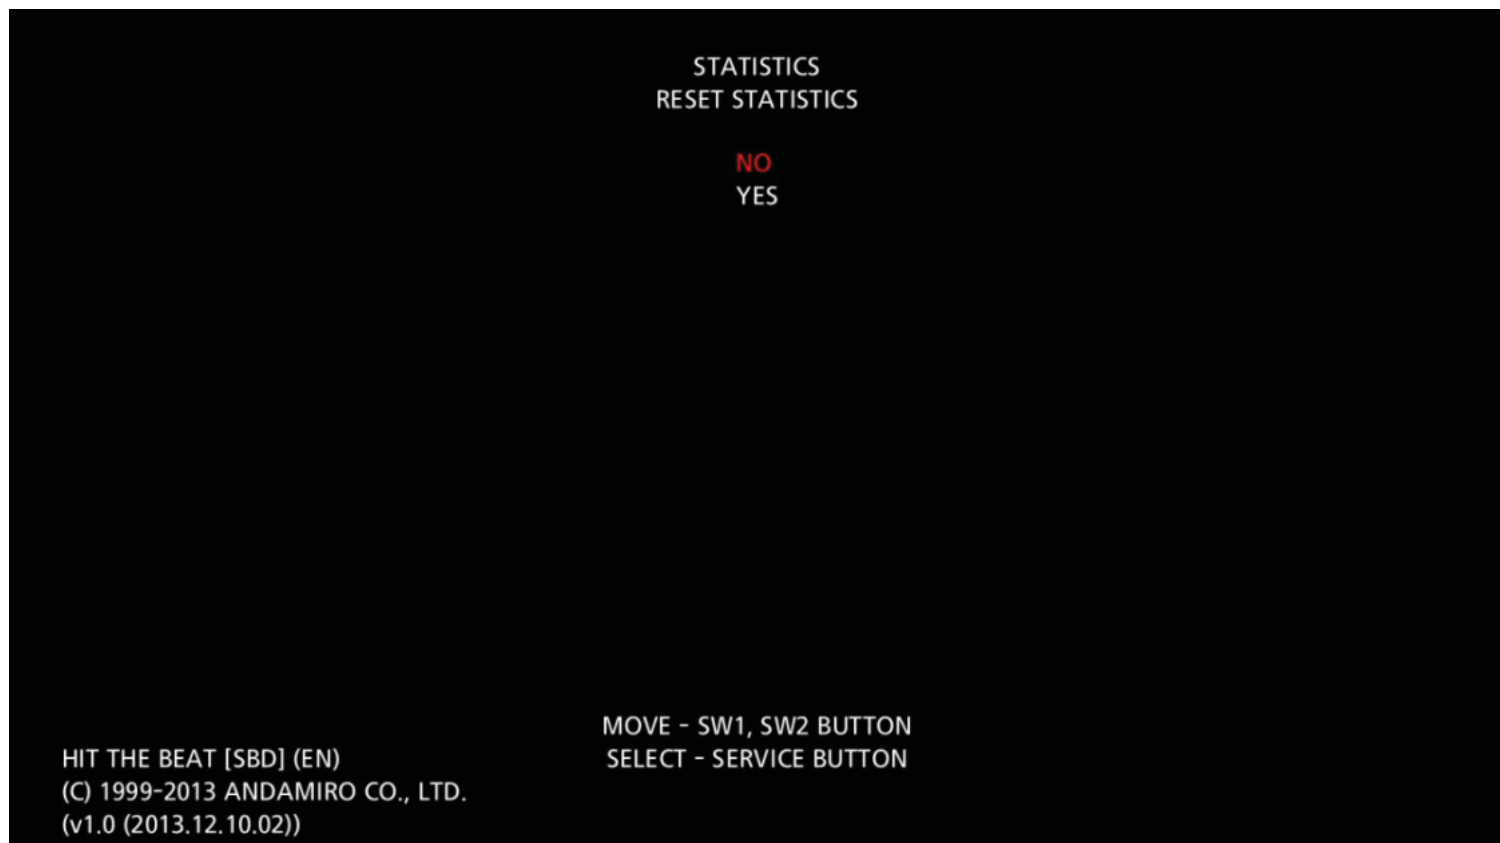 STATISTICS
RESET STATISTICS
NO
YES
MOVE - SW1, SW2 BUTTON
SELECT - SERVICE BUTTON
HIT THE BEAT [SBD] (EN)
(C) 1999-2013 ANDAMIRO CO., LTD.
(v1.0 (2013.12.10.02))